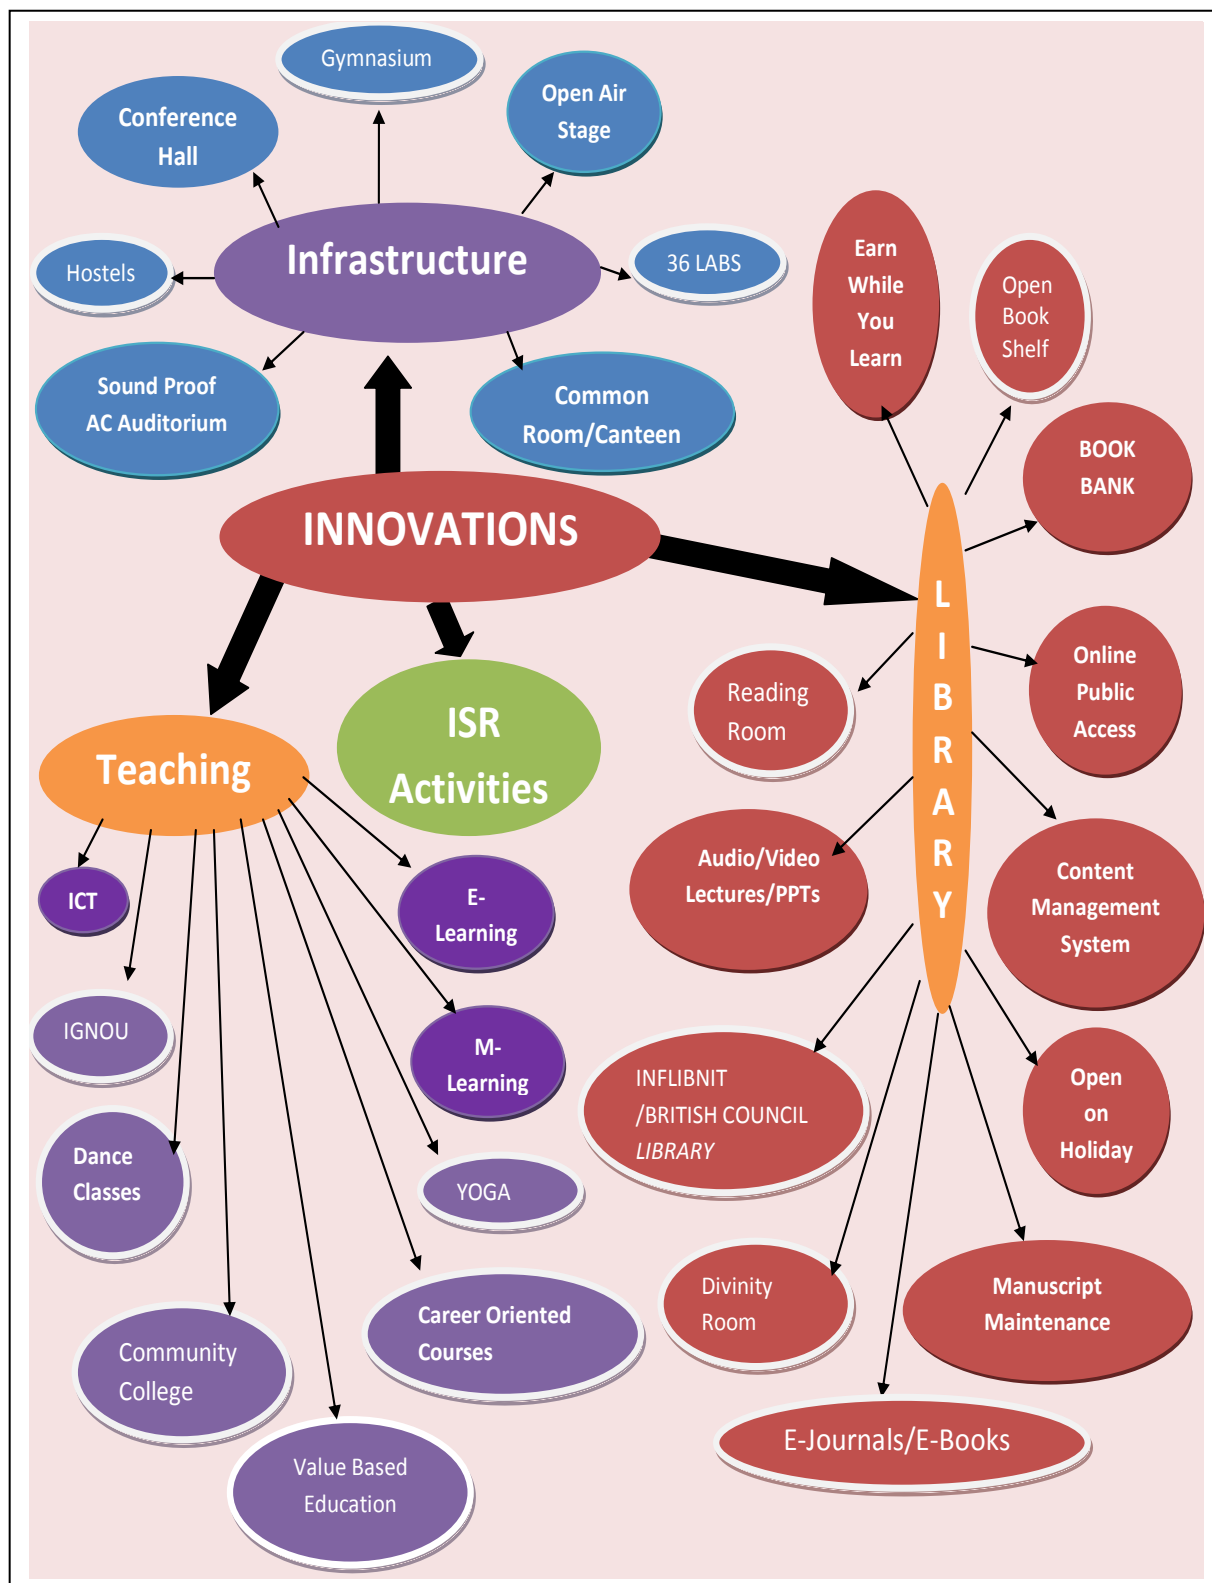 Gymnasium
Conference
Hall
Open Air
Stage
Infrastructure
Hostels
36 LABS
Sound Proof
AC Auditorium
Common
Room/Canteen
INNOVATIONS
Earn
While
You
Learn
Open
Book
Shelf
BOOK
BANK
L
I
B
R
A
R
Y
Reading
Room
Online
Public
Access
Audio/Video
Lectures/PPTs
Content
Management
System
INFLIBNIT
/BRITISH COUNCIL
LIBRARY
Open
on
Holiday
Divinity
Room
Manuscript
Maintenance
E-Journals/E-Books
ISR
Activities
Teaching
ICT
E-
Learning
IGNOU
M-
Learning
Dance
Classes
YOGA
Community
College
Career Oriented
Courses
Value Based
Education